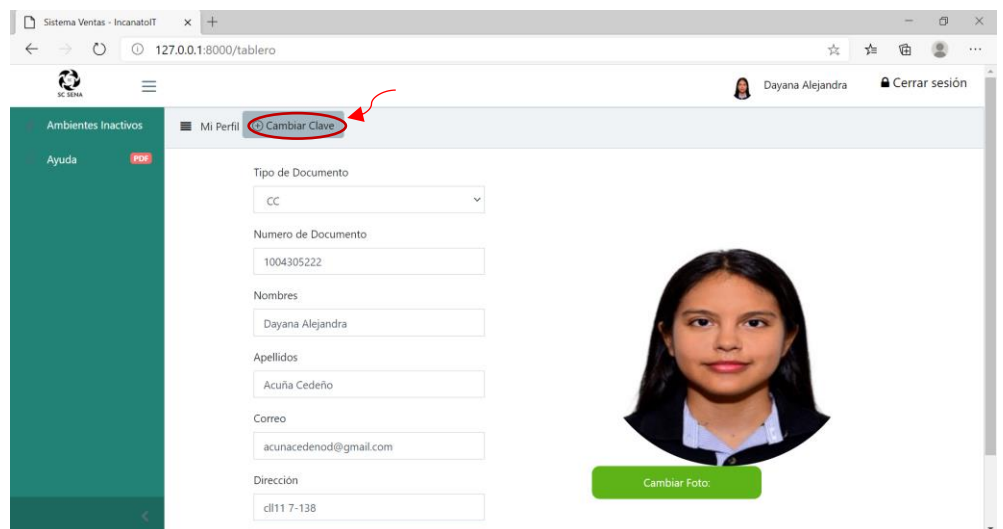 Sistema Ventas - IncanatoIT
127.0.0.1:8000/tablero
SC SENA
Dayana Alejandra
Cerrar sesión
Ambientes Inactivos
Mi Perfil
Cambiar Clave
Ayuda
PDF
Tipo de Documento
CC
Numero de Documento
1004305222
Nombres
Dayana Alejandra
Apellidos
Acuña Cedeño
Correo
acunacedenod@gmail.com
Dirección
cll11 7-138
Cambiar Foto: